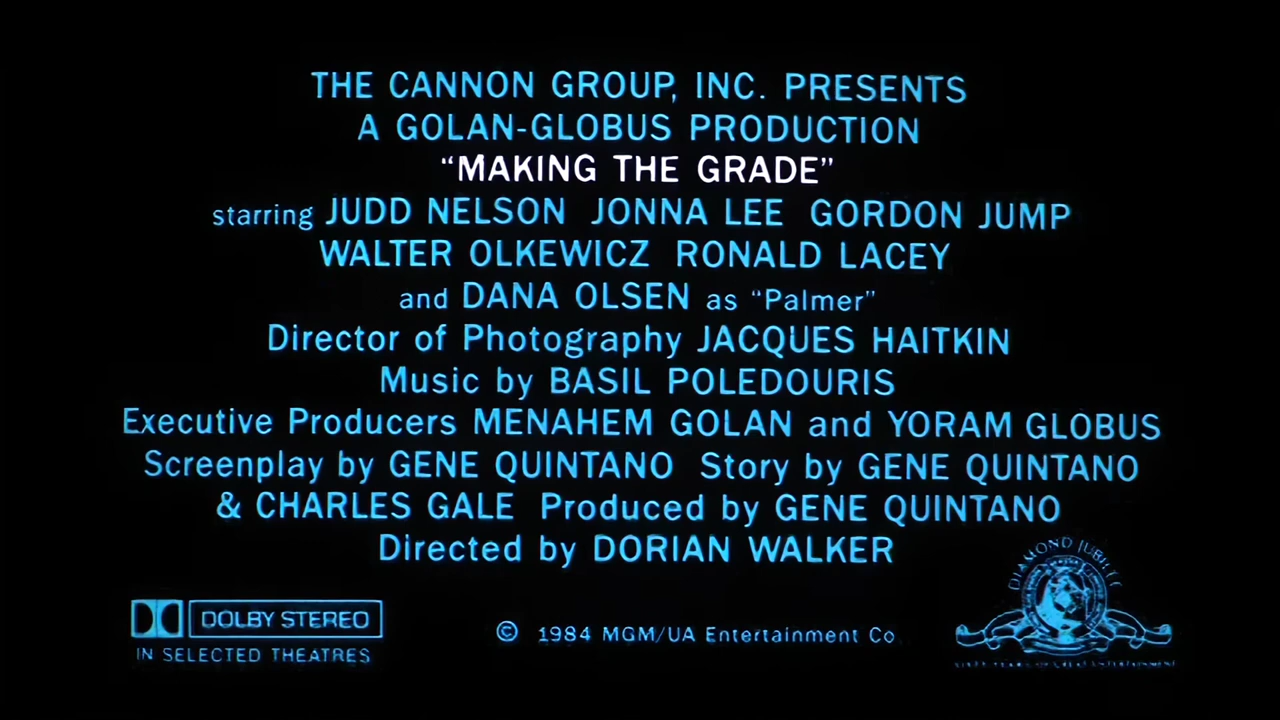 THE CANNON GROUP, INC. PRESENTS
A GOLAN-GLOBUS PRODUCTION
“MAKING THE GRADE”
starring JUDD NELSON JONNA LEE GORDON JUMP
WALTER OLKEWICZ RONALD LACEY
and DANA OLSEN as “Palmer”
Director of Photography JACQUES HAITKIN
Music by BASIL POLEDOURIS
Executive Producers MENAHEM GOLAN and YORAM GLOBUS
Screenplay by GENE QUINTANO Story by GENE QUINTANO
& CHARLES GALE Produced by GENE QUINTANO
Directed by DORIAN WALKER
DIAMOND JUBILEE
DOLBY STEREO
IN SELECTED THEATRES
© 1984 MGM/UA Entertainment Co.